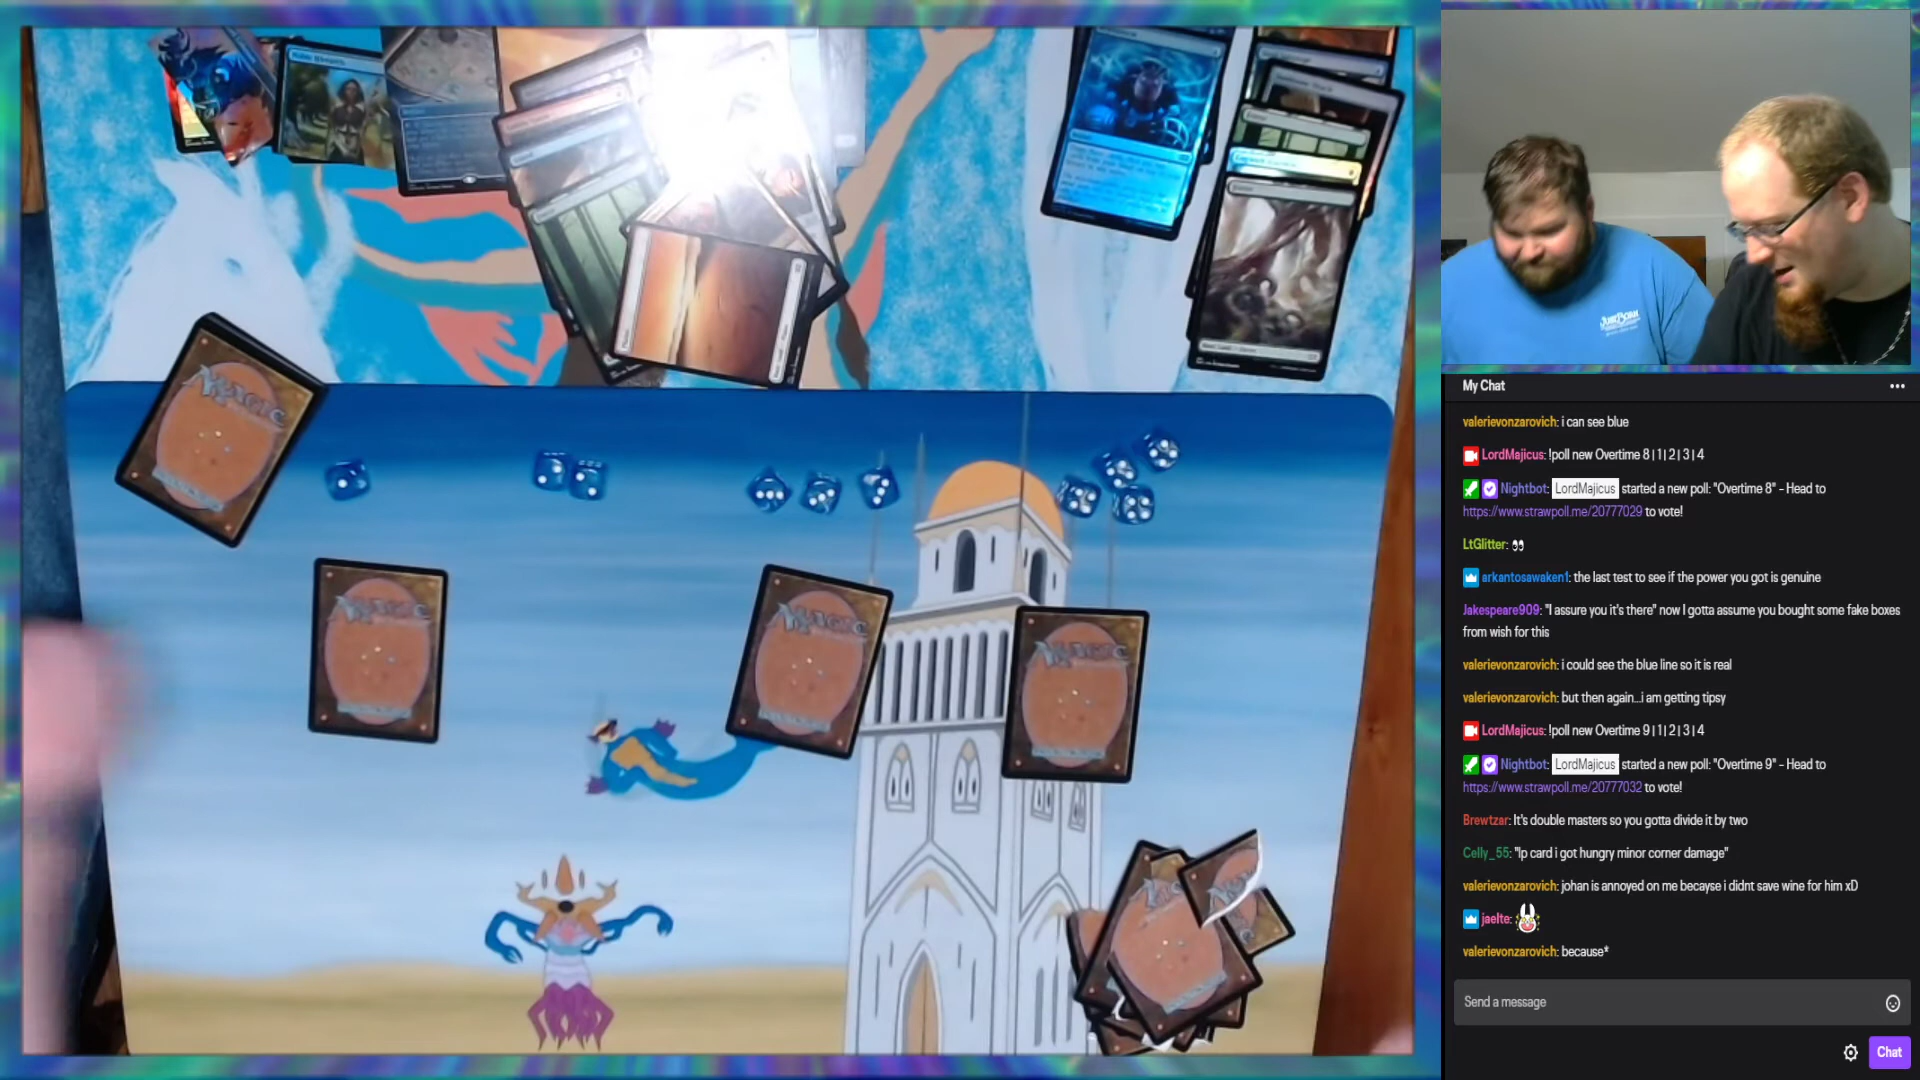 MAGIC
MAGIC
MAGIC
MAGIC
My Chat
valerievonzarovich: i can see blue
LordMajicus: !poll new Overtime 8 | 1 | 2 | 3 | 4
Nightbot: LordMajicus started a new poll: "Overtime 8" - Head to
https://www.strawpoll.me/20777029 to vote!
LtGlitter:
arkantosawaken1: the last test to see if the power you got is genuine
Jakespeare909: "I assure you it's there" now I gotta assume you bought some fake boxes
from wish for this
valerievonzarovich: i could see the blue line so it is real
valerievonzarovich: but then again...i am getting tipsy
LordMajicus: !poll new Overtime 9 | 1 | 2 | 3 | 4
Nightbot: LordMajicus started a new poll: "Overtime 9" - Head to
https://www.strawpoll.me/20777032 to vote!
Brewtzar: It's double masters so you gotta divide it by two
Celly_55: "lp card i got hungry minor corner damage"
valerievonzarovich: johan is annoyed on me becayse i didnt save wine for him xD
jaelte:
valerievonzarovich: because*
Send a message
Chat